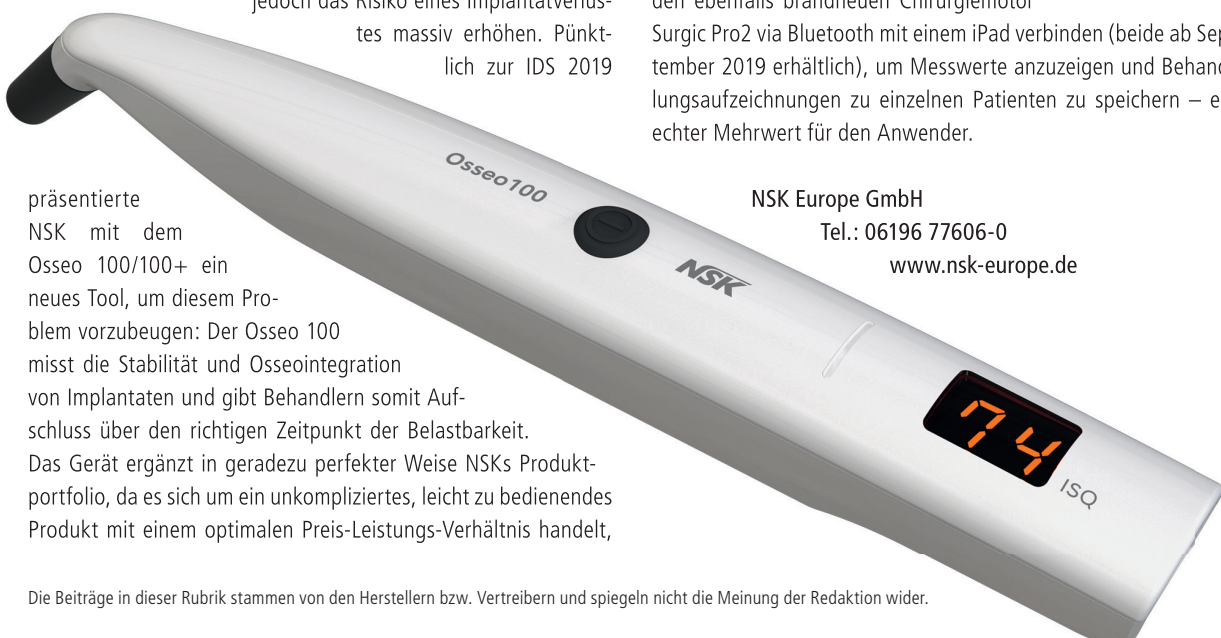 jedoch das Risiko eines Implantatverlus-
tes massiv erhöhen. Pünkt-
lich zur IDS 2019
präsentierte
NSK mit dem
Osseo 100/100+ ein
neues Tool, um diesem Pro-
blem vorzubeugen: Der Osseo 100
misst die Stabilität und Osseointegration
von Implantaten und gibt Behandlern somit Auf-
schluss über den richtigen Zeitpunkt der Belastbarkeit.
Das Gerät ergänzt in geradezu perfekter Weise NSKs Produkt-
portfolio, da es sich um ein unkompliziertes, leicht zu bedienendes
Produkt mit einem optimalen Preis-Leistungs-Verhältnis handelt,
den ebenfalls brandneuen Chirurgiemotor
Surgic Pro2 via Bluetooth mit einem iPad verbinden (beide ab Sep
tember 2019 erhältlich), um Messwerte anzuzeigen und Behand
lungsaufzeichnungen zu einzelnen Patienten zu speichern – e
echter Mehrwert für den Anwender.
NSK Europe GmbH
Tel.: 06196 77606-0
www.nsk-europe.de
Osseo100
NSK
74
ISQ
Die Beiträge in dieser Rubrik stammen von den Herstellern bzw. Vertreibern und spiegeln nicht die Meinung der Redaktion wider.